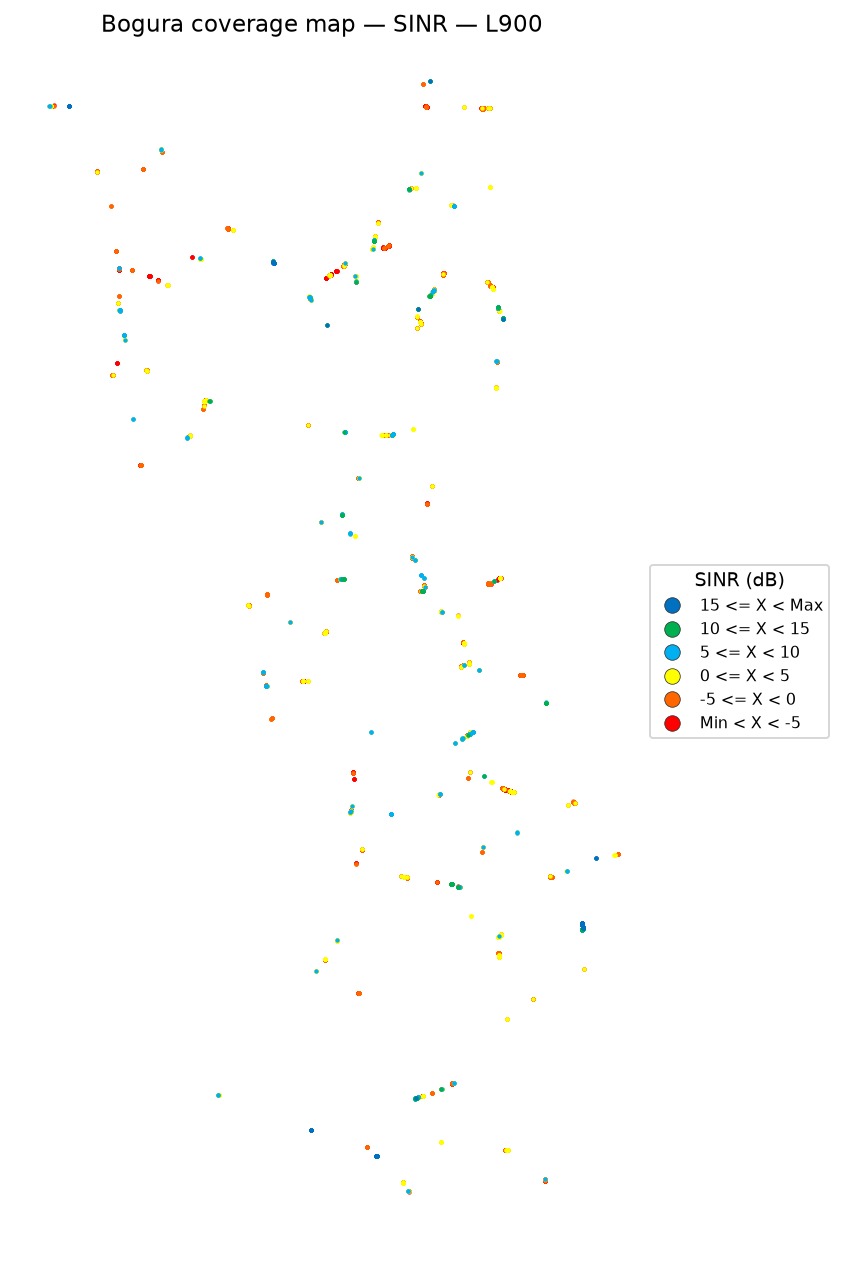 Bogura coverage map — SINR — L900
SINR (dB)
15 <= X < Max
10 <= X < 15
5 <= X < 10
0 <= X < 5
-5 <= X < 0
Min < X < -5